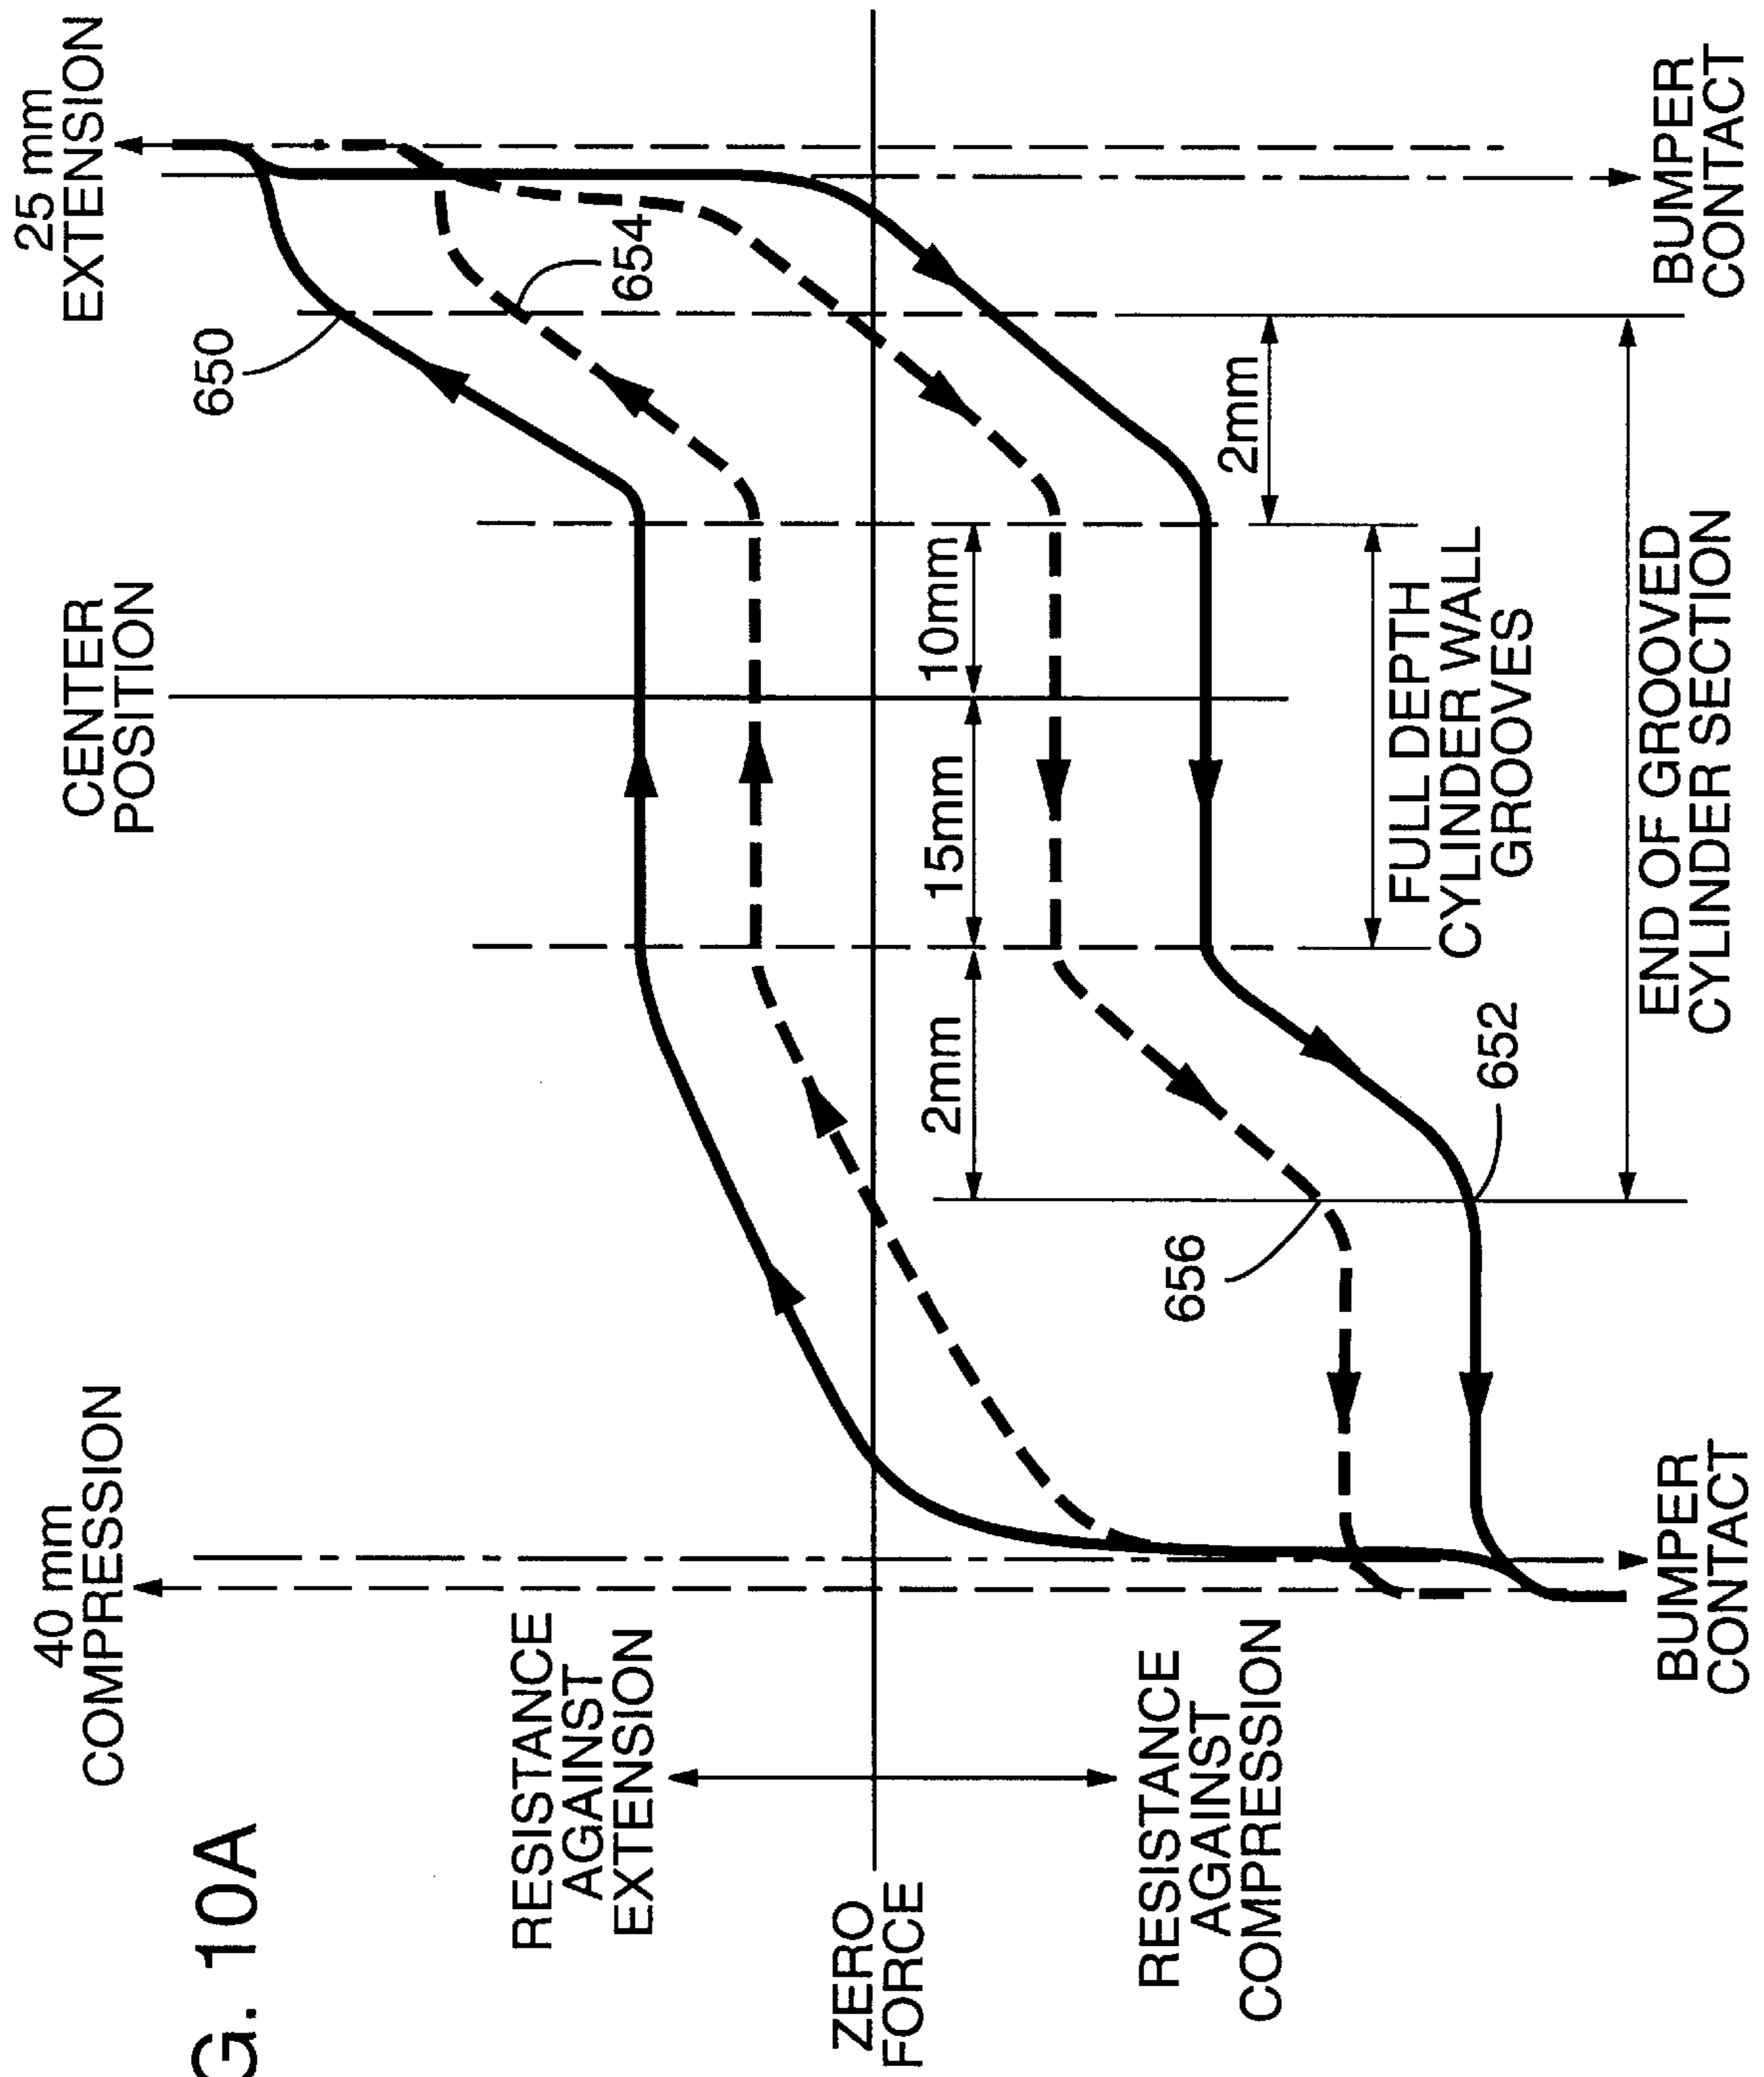 G. 10A
40 mm
COMPRESSION
CENTER
POSITION
25 mm
EXTENSION
650
654
RESISTANCE
AGAINST
EXTENSION
ZERO
FORCE
RESISTANCE
AGAINST
COMPRESSION
2mm
15mm
10mm
2mm
656
652
FULL DEPTH
CYLINDER WALL
GROOVES
END OF GROOVED
CYLINDER SECTION
BUMPER
CONTACT
BUMPER
CONTACT